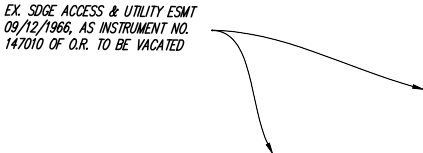 EX. SDGE ACCESS & UTILITY ESMT
09/12/1966, AS INSTRUMENT NO.
147010 OF O.R. TO BE VACATED